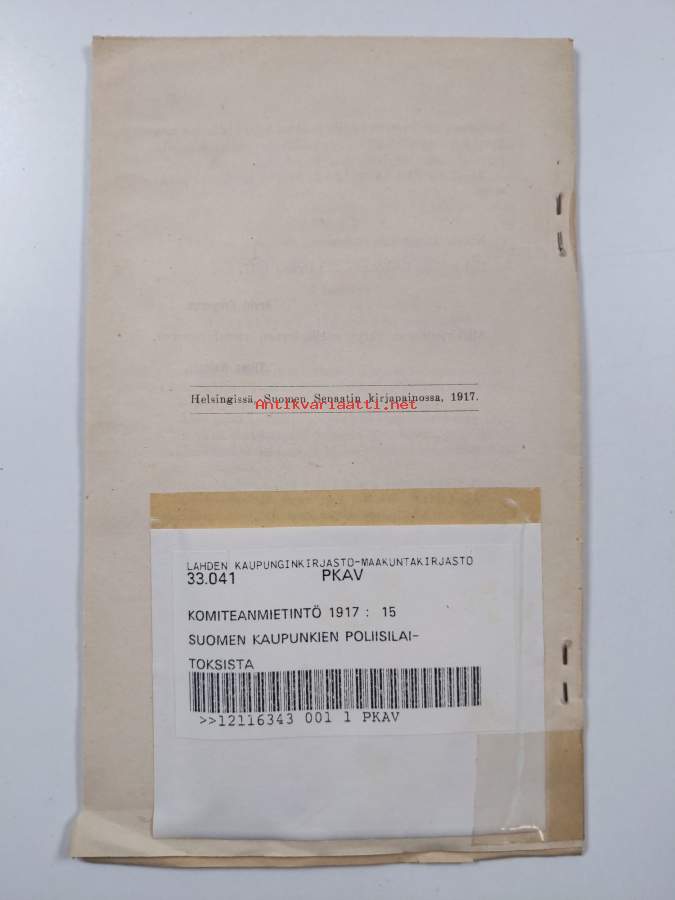 Helsingissä, Suomen Senaatin kirjapainossa, 1917.
Antikvariaatti.net
LAHDEN KAUPUNGINKIRJASTO-MAAKUNTAKIRJASTO
33.041 PKAV
KOMITEANMIETINTÖ 1917 : 15
SUOMEN KAUPUNKIEN POLIISILAI-
TOKSISTA
>>12116343 001 1 PKAV